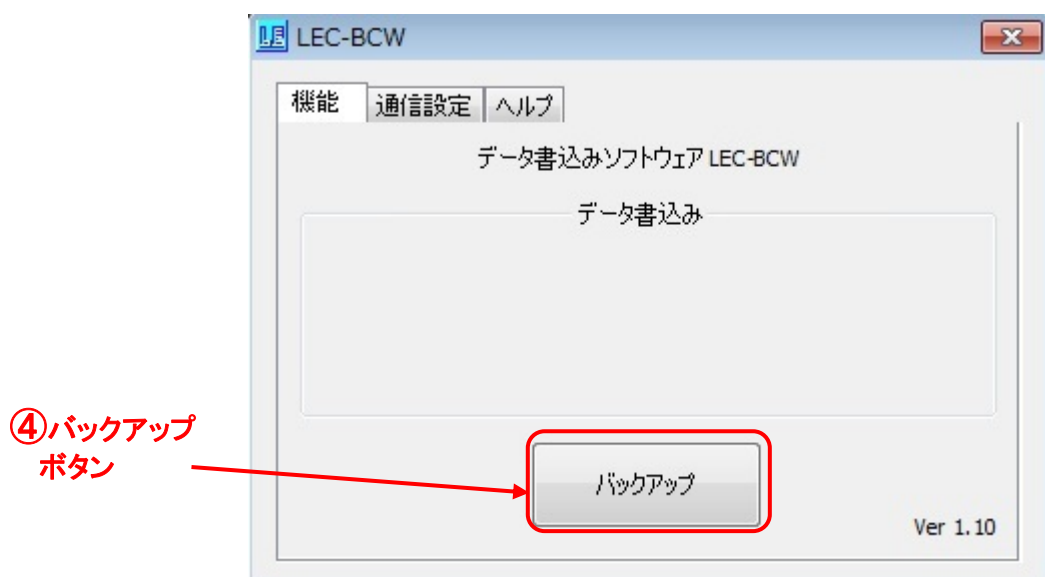 LEC-BCW
機能 通信設定 ヘルプ
データ書込みソフトウェア LEC-BCW
データ書込み
④バックアップ
ボタン
バックアップ
Ver 1.10